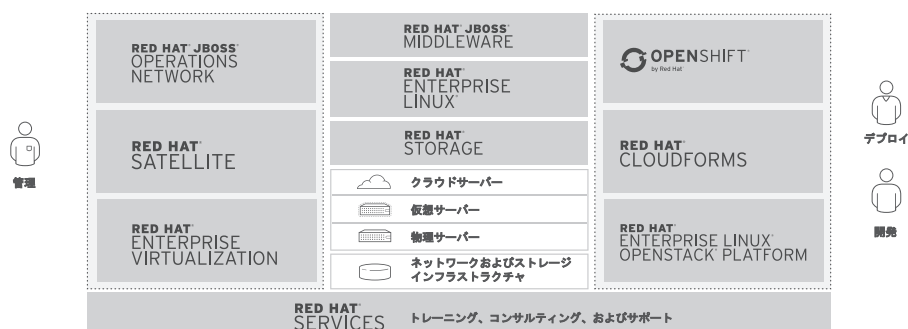 管理
RED HAT® JBOSS®
OPERATIONS
NETWORK
RED HAT®
SATELLITE
RED HAT®
ENTERPRISE
VIRTUALIZATION
RED HAT® JBOSS®
MIDDLEWARE
RED HAT®
ENTERPRISE
LINUX®
RED HAT®
STORAGE
クラウドサーバー
仮想サーバー
物理サーバー
ネットワークおよびストレージ
インフラストラクチャ
OPENSHIFT®
by Red Hat®
RED HAT®
CLOUDFORMS
RED HAT®
ENTERPRISE LINUX®
OPENSTACK® PLATFORM
デプロイ
開発
RED HAT®
SERVICES
トレーニング、コンサルティング、およびサポート